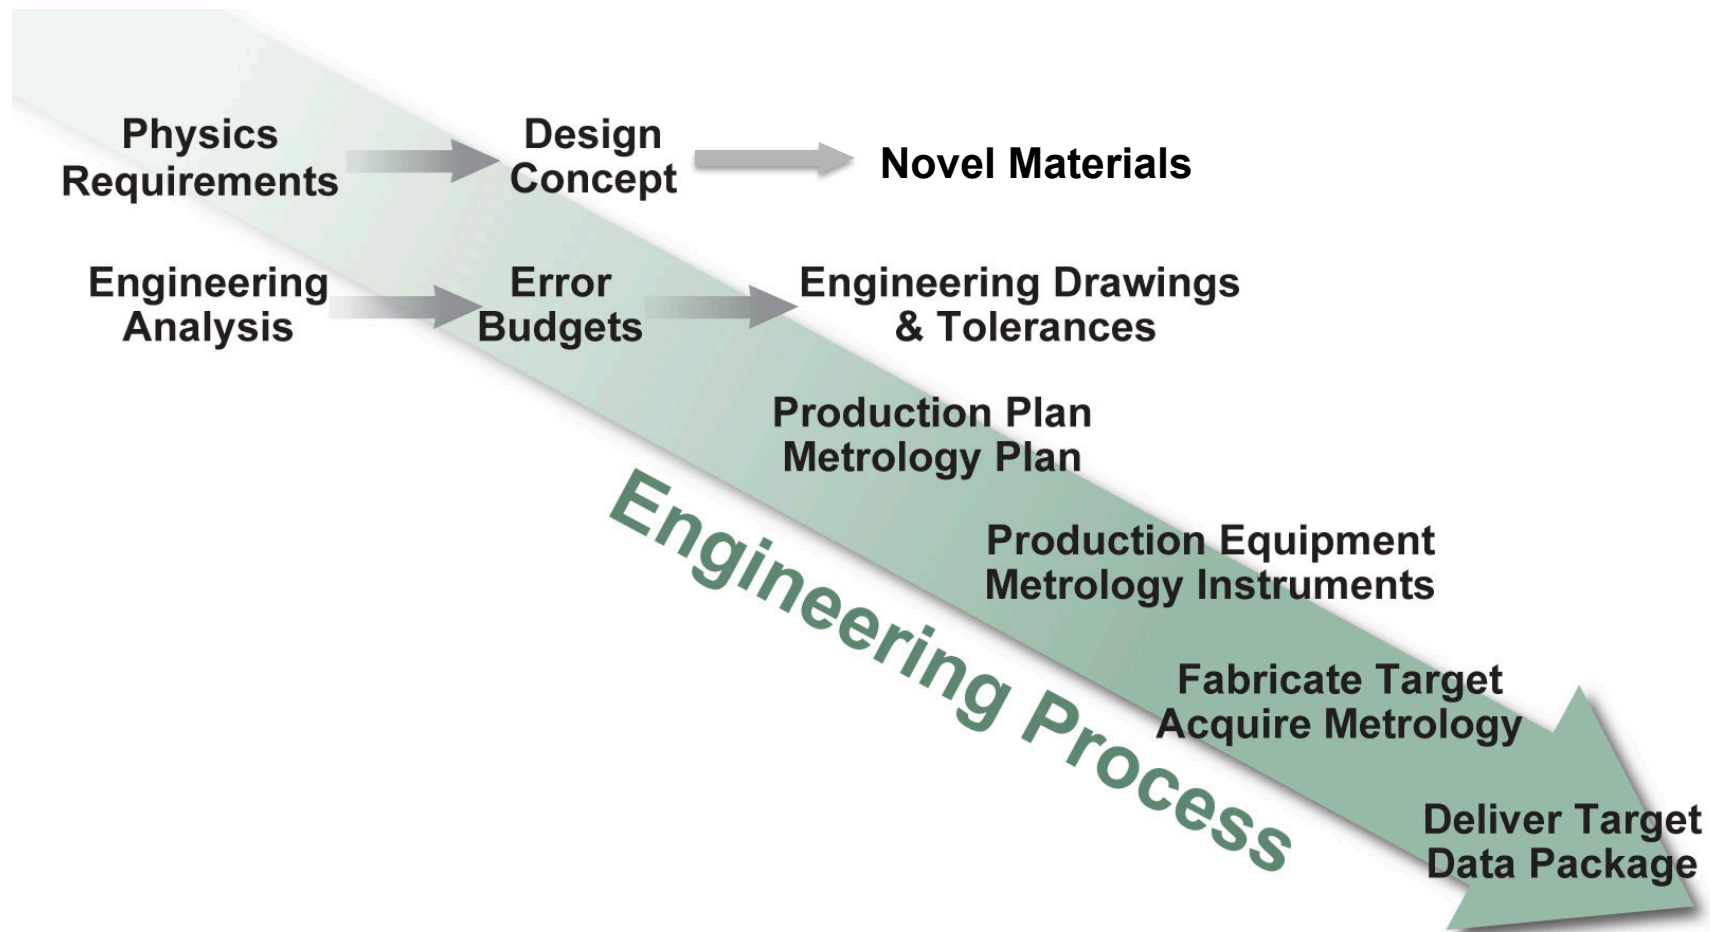 Physics
Requirements
Design
Concept
Novel Materials
Engineering
Analysis
Error
Budgets
Engineering Drawings
& Tolerances
Production Plan
Metrology Plan
Engineering Process
Production Equipment
Metrology Instruments
Fabricate Target
Acquire Metrology
Deliver Target
Data Package